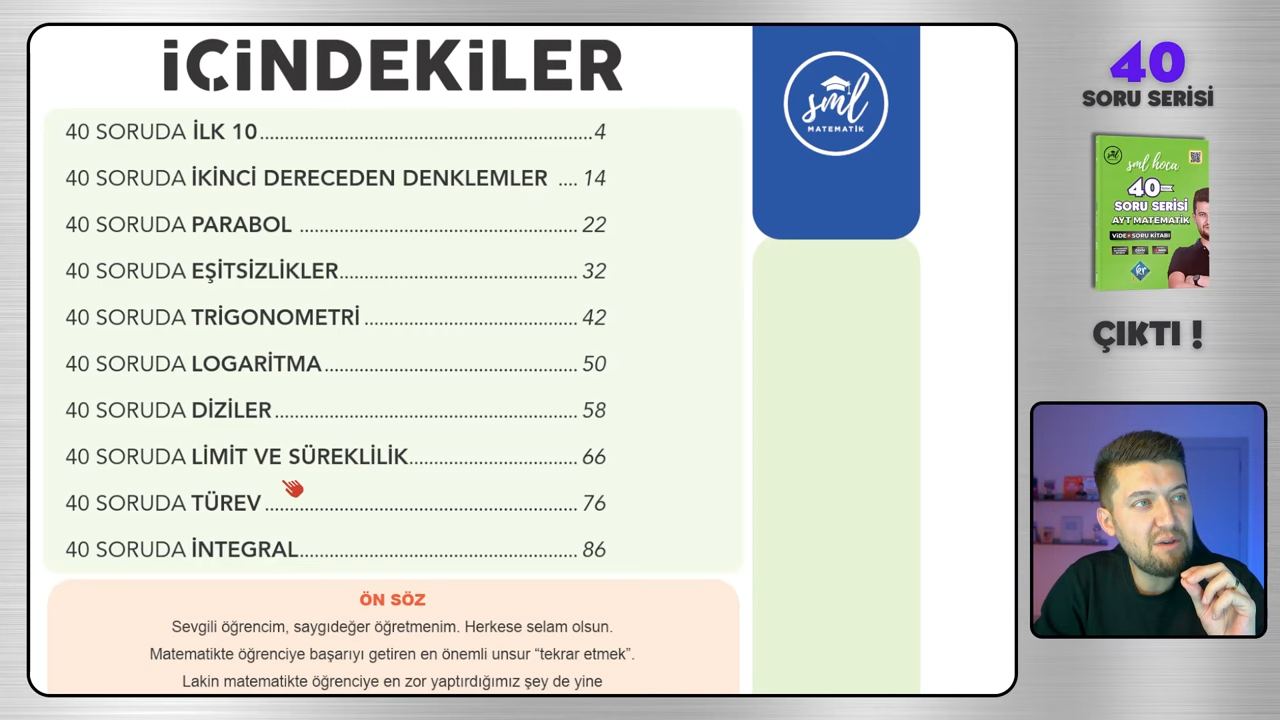 İÇİNDEKİLER
40 SORUDA İLK 10..........4
40 SORUDA İKİNCİ DERECEDEN DENKLEMLER .... 14
40 SORUDA PARABOL .......... 22
40 SORUDA EŞİTSİZLİKLER.......... 32
40 SORUDA TRİGONOMETRİ .......... 42
40 SORUDA LOGARİTMA.......... 50
40 SORUDA DİZİLER.......... 58
40 SORUDA LİMİT VE SÜREKLİLİK.......... 66
40 SORUDA TÜREV .......... 76
40 SORUDA İNTEGRAL.......... 86
ÖN SÖZ
Sevgili öğrencim, saygıdeğer öğretmenim. Herkese selam olsun.
Matematikte öğrenciye başarıyı getiren en önemli unsur “tekrar etmek”.
Lakin matematikte öğrenciye en zor yaptırdığımız şey de yine
sml
MATEMATİK
40
SORU SERİSİ
sml hoca
40
SORU SERİSİ
AYT MATEMATİK
VİDEO SORU KİTABI
ÇIKTI !